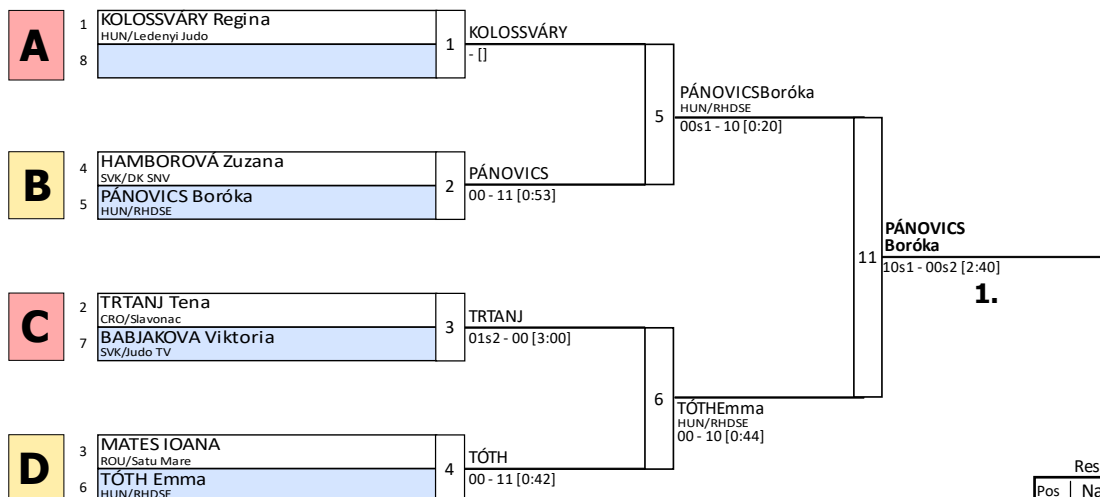 A
1
KOLOSSVÁRY Regina
HUN/Ledenyi Judo
8
1
KOLOSSVÁRY
- []
B
4
HAMBOROVÁ Zuzana
SVK/DK SNV
5
PÁNOVICS Boróka
HUN/RHDSE
2
PÁNOVICS
00 - 11 [0:53]
5
PÁNOVICSBoróka
HUN/RHDSE
00s1 - 10 [0:20]
C
2
TRTANJ Tena
CRO/Slavonac
7
BABJAKOVA Viktoria
SVK/Judo TV
3
TRTANJ
01s2 - 00 [3:00]
D
3
MATES IOANA
ROU/Satu Mare
6
TÓTH Emma
HUN/RHDSE
4
TÓTH
00 - 11 [0:42]
6
TÓTHEmma
HUN/RHDSE
00 - 10 [0:44]
11
PÁNOVICS
Boróka
10s1 - 00s2 [2:40]
1.
Res
Pos Na